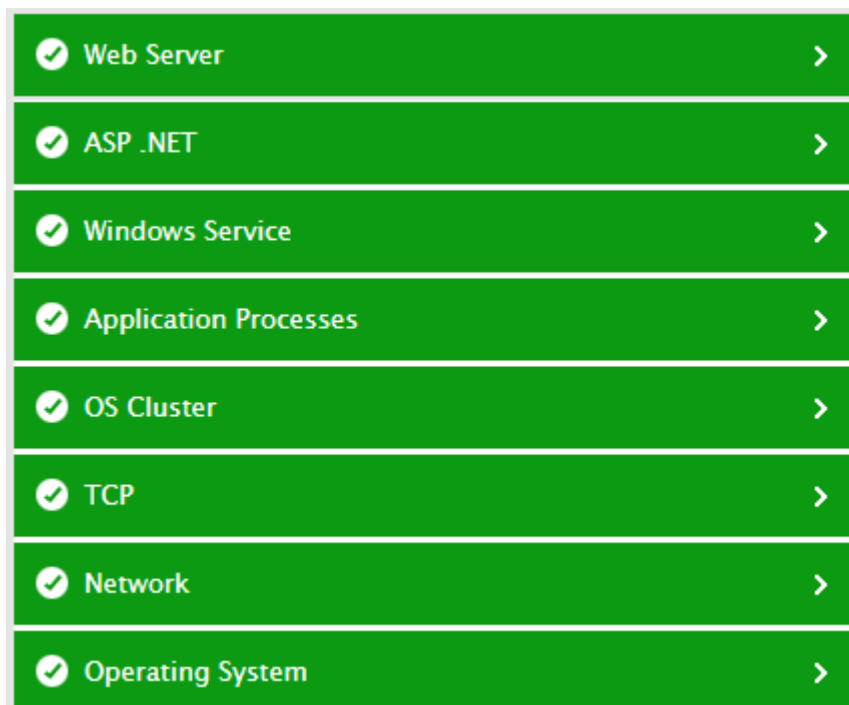 Web Server
ASP .NET
Windows Service
Application Processes
OS Cluster
TCP
Network
Operating System